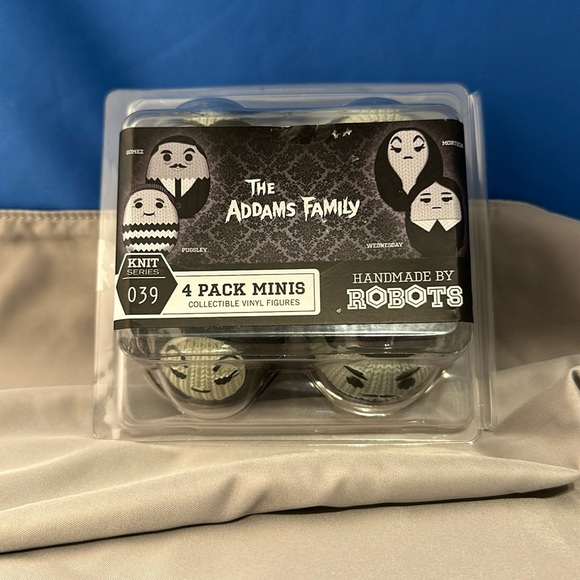 GOMEZ
MORTICIA
THE
ADDAMS FAMILY
PUGSLEY
WEDNESDAY
KNIT
SERIES
039
4 PACK MINIS
COLLECTIBLE VINYL FIGURES
HANDMADE BY
ROBOTS